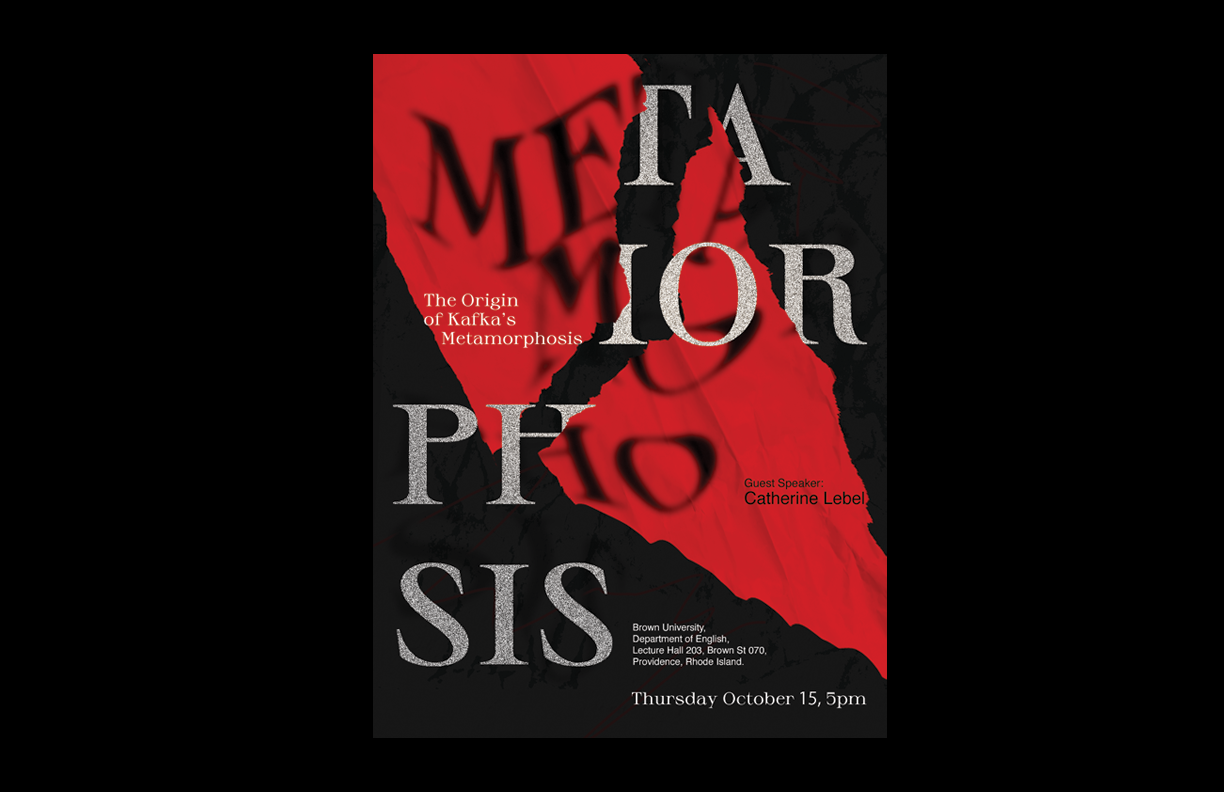 META
MOR
PHO
SIS
The Origin
of Kafka's
Metamorphosis
Guest Speaker:
Catherine Lebel
Brown University,
Department of English,
Lecture Hall 203, Brown St 070,
Providence, Rhode Island.
Thursday October 15, 5pm